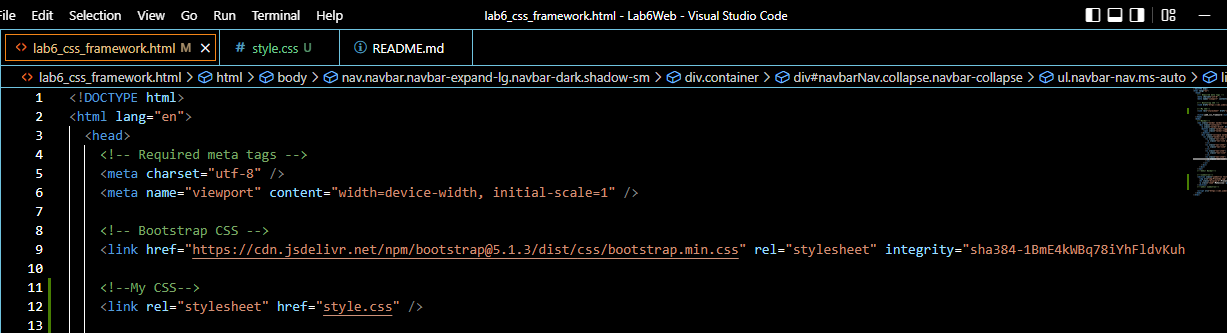 File Edit Selection View Go Run Terminal Help lab6_css_framework.html - Lab6Web - Visual Studio Code
<> lab6_css_framework.html M × # style.css U README.md
<> lab6_css_framework.html > html > body > nav.navbar.navbar-expand-lg.navbar-dark.shadow-sm > div.container > div#navbarNav.collapse.navbar-collapse > ul.navbar-nav.ms-auto > li
1 <!DOCTYPE html>
2 <html lang="en">
3 <head>
4 <!-- Required meta tags -->
5 <meta charset="utf-8" />
6 <meta name="viewport" content="width=device-width, initial-scale=1" />
7
8 <!-- Bootstrap CSS -->
9 <link href="https://cdn.jsdelivr.net/npm/bootstrap@5.1.3/dist/css/bootstrap.min.css" rel="stylesheet" integrity="sha384-1BmE4kWBq78iYhFldvKuh
10
11 <!--My CSS-->
12 <link rel="stylesheet" href="style.css" />
13